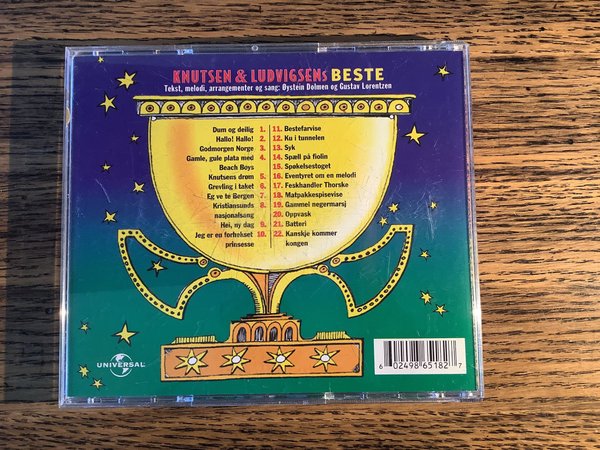 KNUTSEN & LUDVIGSENs BESTE
Tekst, melodi, arrangementer og sang: Øystein Dolmen og Gustav Lorentzen
Dum og deilig 1.
Hallo! Hallo! 2.
Godmorgen Norge 3.
Gamle, gule plata med 4.
Beach Boys
Knutsens drøm 5.
Grevling i taket 6.
Eg ve te Bergen 7.
Kristiansunds 8.
nasjonalsang
Hei, ny dag 9.
Jeg er en forhekset 10.
prinsesse
11. Bestefarvise
12. Ku i tunnelen
13. Syk
14. Spæll på fiolin
15. Spøkelsestoget
16. Eventyret om en melodi
17. Feskhandler Thorske
18. Matpakkespisevise
19. Gammel negermarsj
20. Oppvask
21. Batteri
22. Kanskje kommer
kongen
UNIVERSAL
6 02498 65182 7